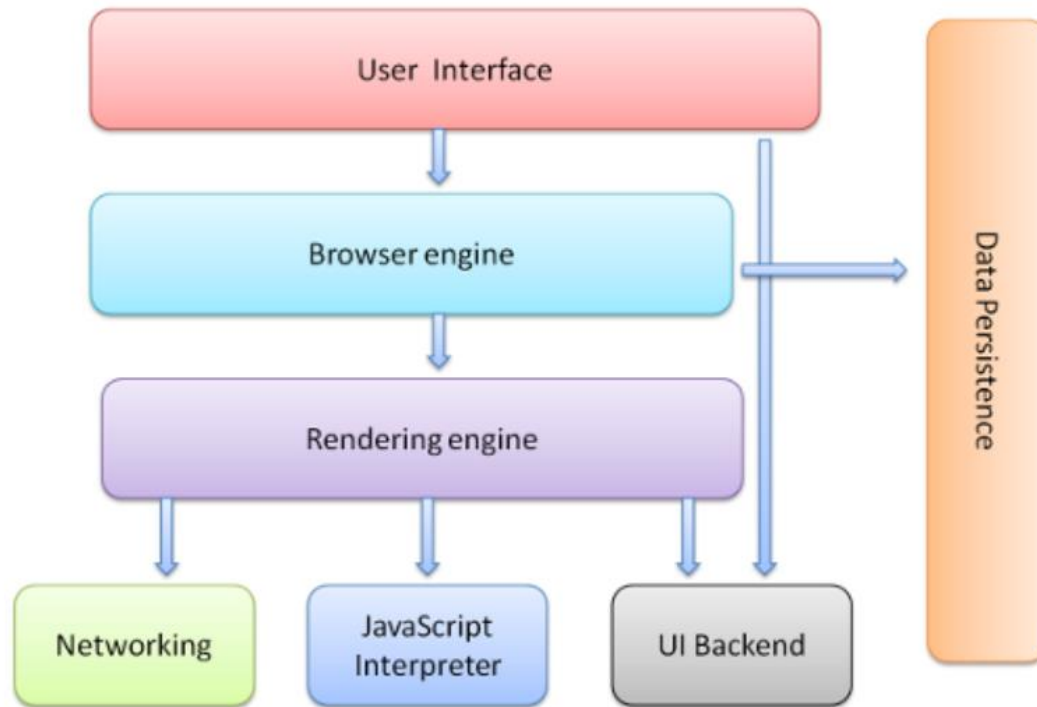 User Interface
Browser engine
Data Persistence
Rendering engine
Networking
JavaScript
Interpreter
UI Backend